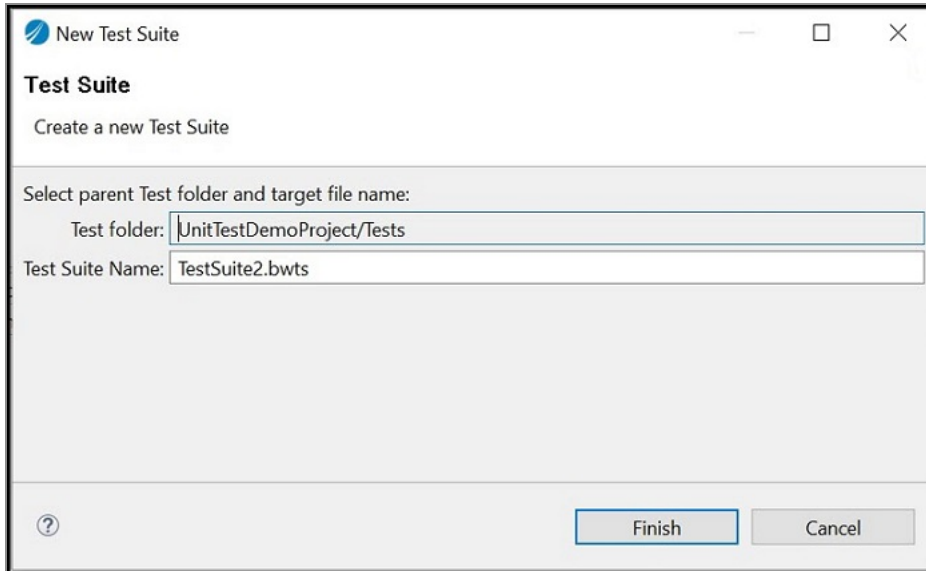 New Test Suite
Test Suite
Create a new Test Suite
Select parent Test folder and target file name:
Test folder: UnitTestDemoProject/Tests
Test Suite Name: TestSuite2.bwts
Finish Cancel